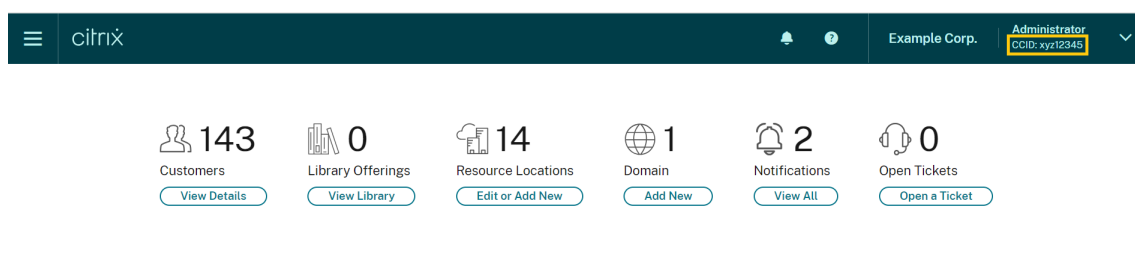 citrix
?
Example Corp.
Administrator
CCID: xyz12345
143
Customers
View Details
0
Library Offerings
View Library
14
Resource Locations
Edit or Add New
1
Domain
Add New
2
Notifications
View All
0
Open Tickets
Open a Ticket